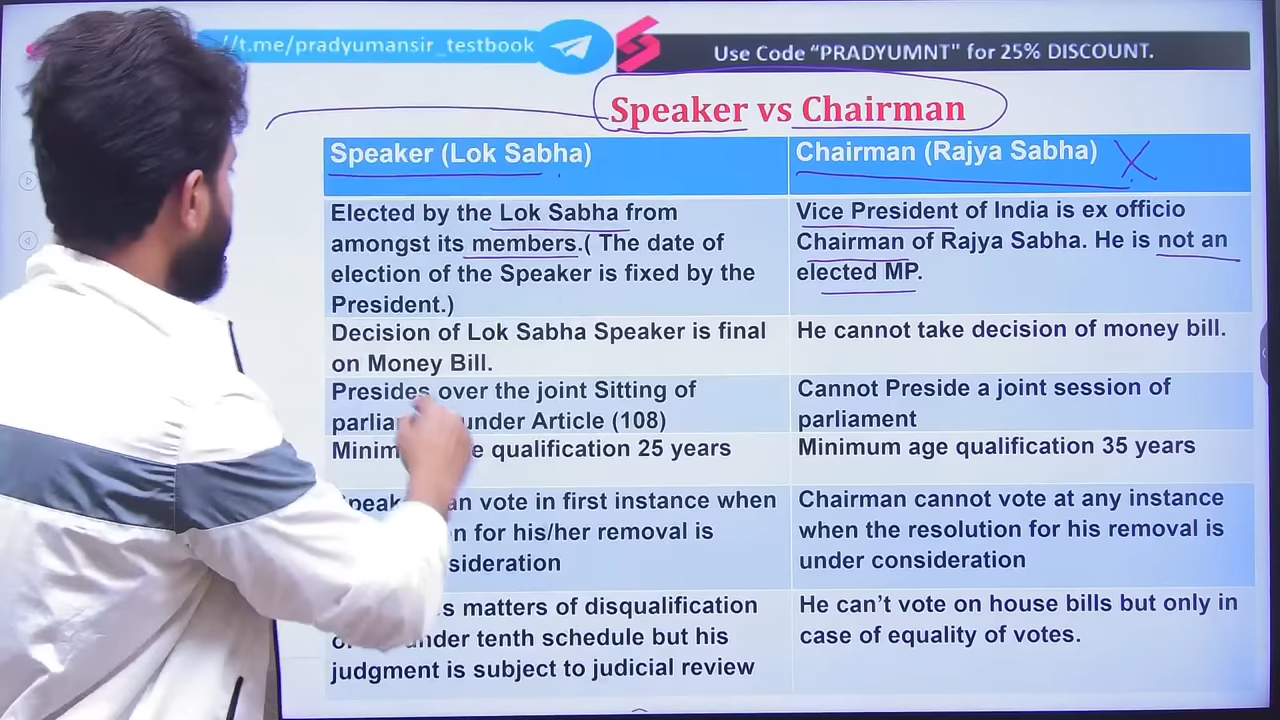 //t.me/pradyumansir_testbook
Use Code “PRADYUMNT" for 25% DISCOUNT.
Speaker vs Chairman
Speaker (Lok Sabha)
Elected by the Lok Sabha from
amongst its members.( The date of
election of the Speaker is fixed by the
President.)
Decision of Lok Sabha Speaker is final
on Money Bill.
Presides over the joint Sitting of
under Article (108)
qualification 25 years
vote in first instance when
for his/her removal is
matters of disqualification
tenth schedule but his
judgment is subject to judicial review
Chairman (Rajya Sabha)
Vice President of India is ex officio
Chairman of Rajya Sabha. He is not an
elected MP.
He cannot take decision of money bill.
Cannot Preside a joint session of
parliament
Minimum age qualification 35 years
Chairman cannot vote at any instance
when the resolution for his removal is
under consideration
He can’t vote on house bills but only in
case of equality of votes.